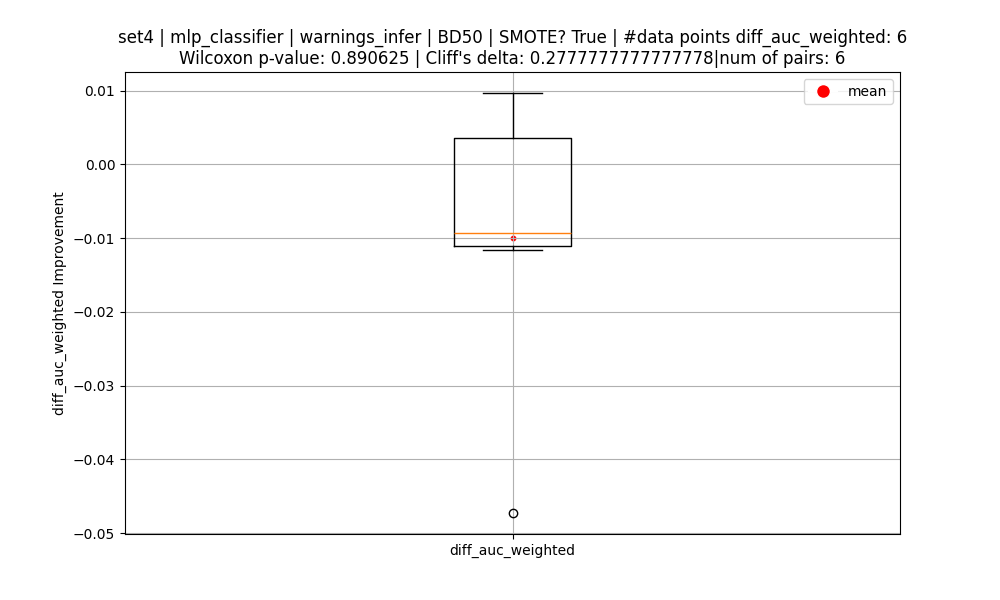 set4 | mlp_classifier | warnings_infer | BD50 | SMOTE? True | #data points diff_auc_weighted: 6
Wilcoxon p-value: 0.890625 | Cliff's delta: 0.2777777777777778|num of pairs: 6
mean
0.01
0.00
−0.01
−0.02
−0.03
−0.04
−0.05
diff_auc_weighted Improvement
diff_auc_weighted